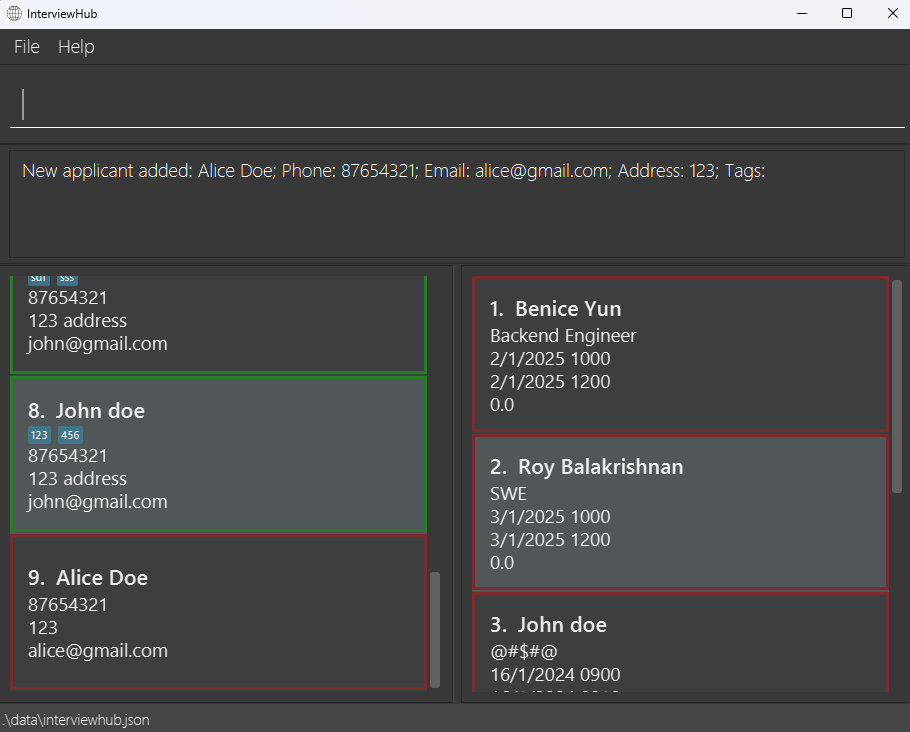 InterviewHub
File Help
New applicant added: Alice Doe; Phone: 87654321; Email: alice@gmail.com; Address: 123; Tags:
sdf sss
87654321
123 address
john@gmail.com
8. John doe
123 456
87654321
123 address
john@gmail.com
9. Alice Doe
87654321
123
alice@gmail.com
1. Benice Yun
Backend Engineer
2/1/2025 1000
2/1/2025 1200
0.0
2. Roy Balakrishnan
SWE
3/1/2025 1000
3/1/2025 1200
0.0
3. John doe
@#$#@
16/1/2024 0900
.\data\interviewhub.json